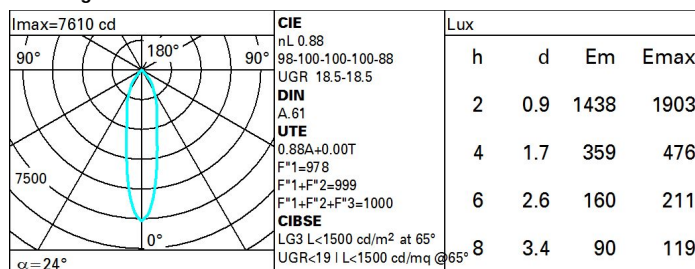 Imax=7610 cd
90°
180°
90°
7500
0°
α=24°
CIE
nL 0.88
98-100-100-100-88
UGR 18.5-18.5
DIN
A.61
UTE
0.88A+0.00T
F"1=978
F"1+F"2=999
F"1+F"2+F"3=1000
CIBSE
LG3 L<1500 cd/m² at 65°
UGR<19 | L<1500 cd/mq @65°
Lux
h d Em Emax
2 0.9 1438 1903
4 1.7 359 476
6 2.6 160 211
8 3.4 90 119